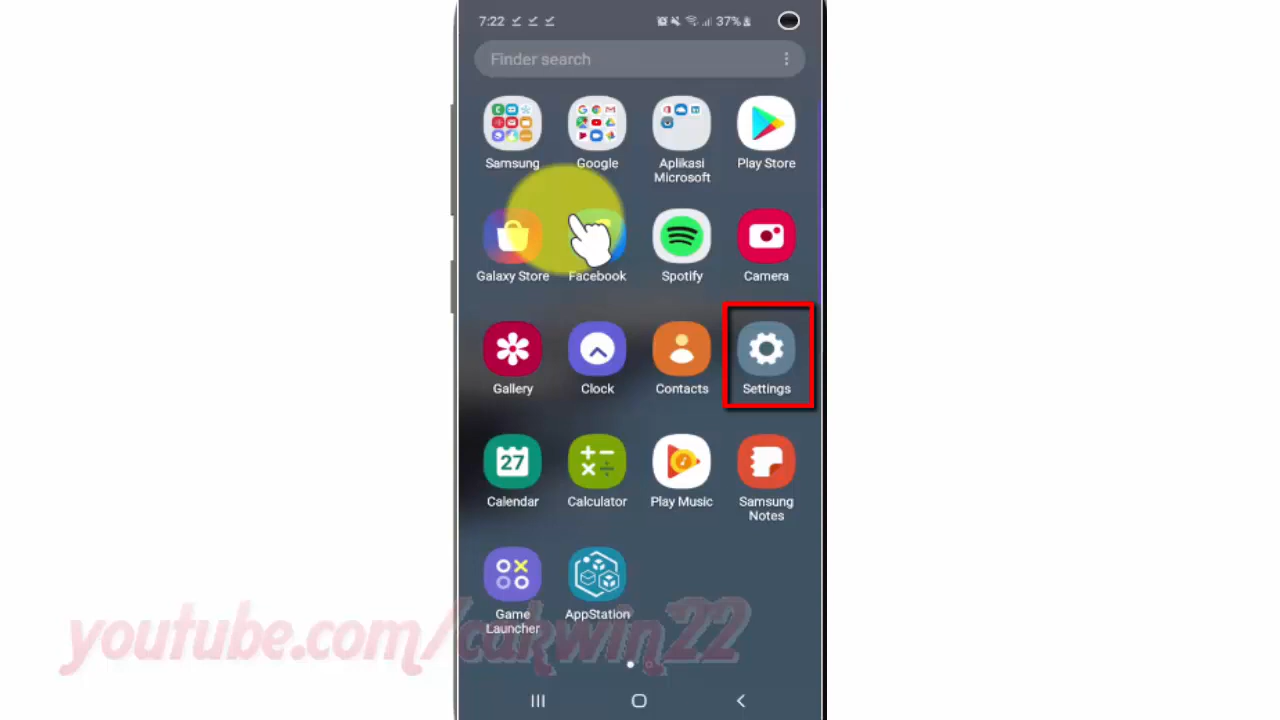 7:22
37%
Finder search
Samsung
Google
Aplikasi
Microsoft
Play Store
Galaxy Store
Facebook
Spotify
Camera
Gallery
Clock
Contacts
Settings
27
Calendar
Calculator
Play Music
Samsung
Notes
Game
Launcher
AppStation
youtube.com/cakwin22